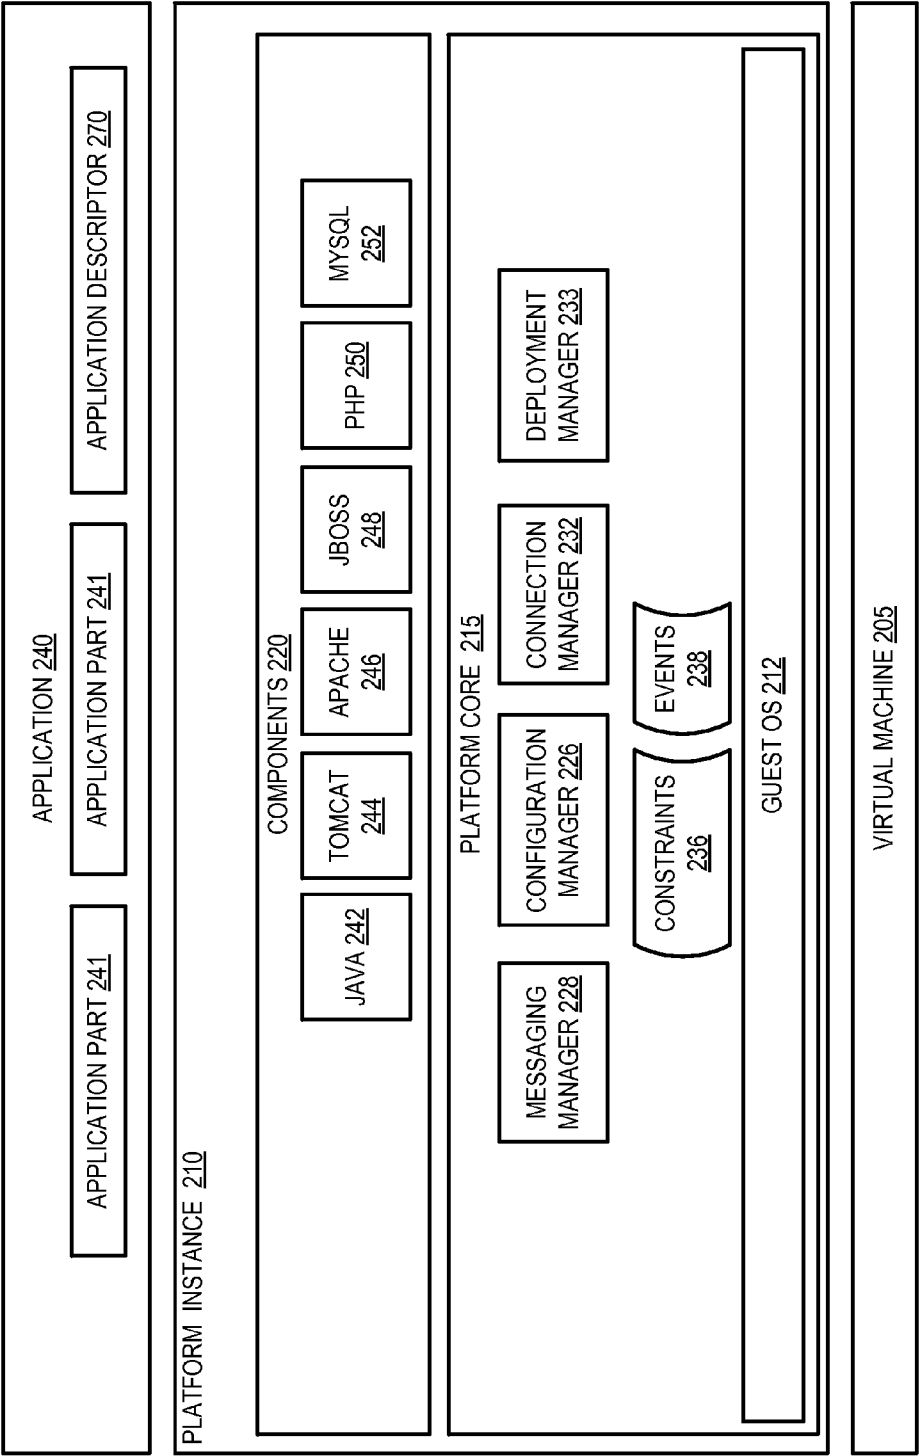 APPLICATION 240
APPLICATION PART 241
APPLICATION PART 241
APPLICATION DESCRIPTOR 270
PLATFORM INSTANCE 210
COMPONENTS 220
JAVA 242
TOMCAT
244
APACHE
246
JBOSS
248
PHP 250
MYSQL
252
PLATFORM CORE 215
MESSAGING
MANAGER 228
CONFIGURATION
MANAGER 226
CONNECTION
MANAGER 232
DEPLOYMENT
MANAGER 233
CONSTRAINTS
236
EVENTS
238
GUEST OS 212
VIRTUAL MACHINE 205